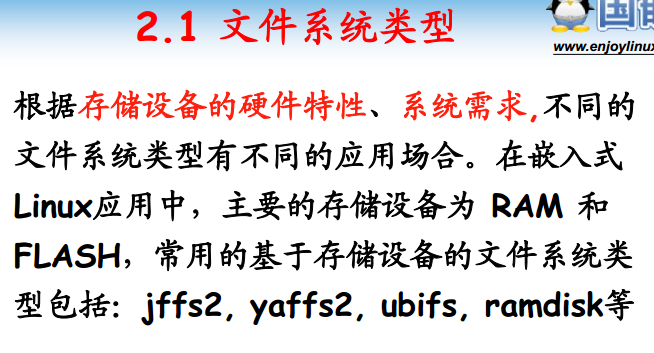 2.1 文件系统类型
www.enjoylinux
根据存储设备的硬件特性、系统需求,不同的
文件系统类型有不同的应用场合。在嵌入式
Linux应用中，主要的存储设备为 RAM 和
FLASH，常用的基于存储设备的文件系统类
型包括：jffs2, yaffs2, ubifs, ramdisk等